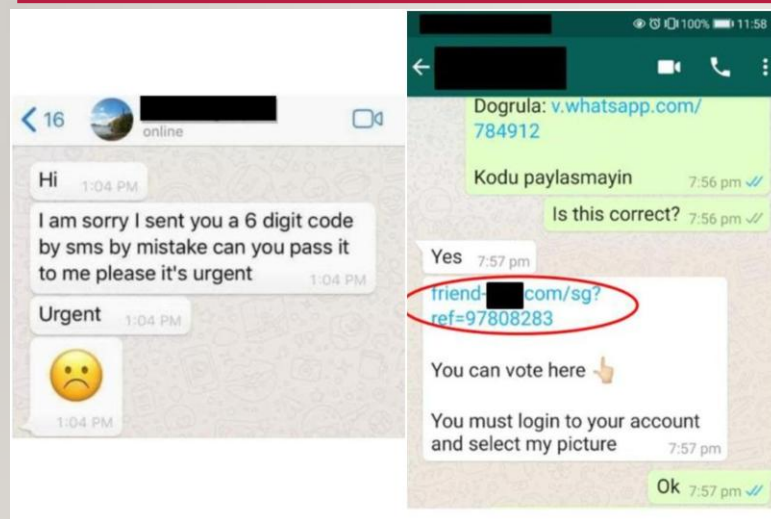 16
online
Hi
1:04 PM
I am sorry I sent you a 6 digit code
by sms by mistake can you pass it
to me please it's urgent
1:04 PM
Urgent
1:04 PM
1:04 PM
100% 11:58
Dogrula: v.whatsapp.com/
784912
Kodu paylasmayin
7:56 pm
Is this correct? 7:56 pm
Yes 7:57 pm
friend- com/sg?
ref=97808283
You can vote here
You must login to your account
and select my picture
7:57 pm
Ok 7:57 pm